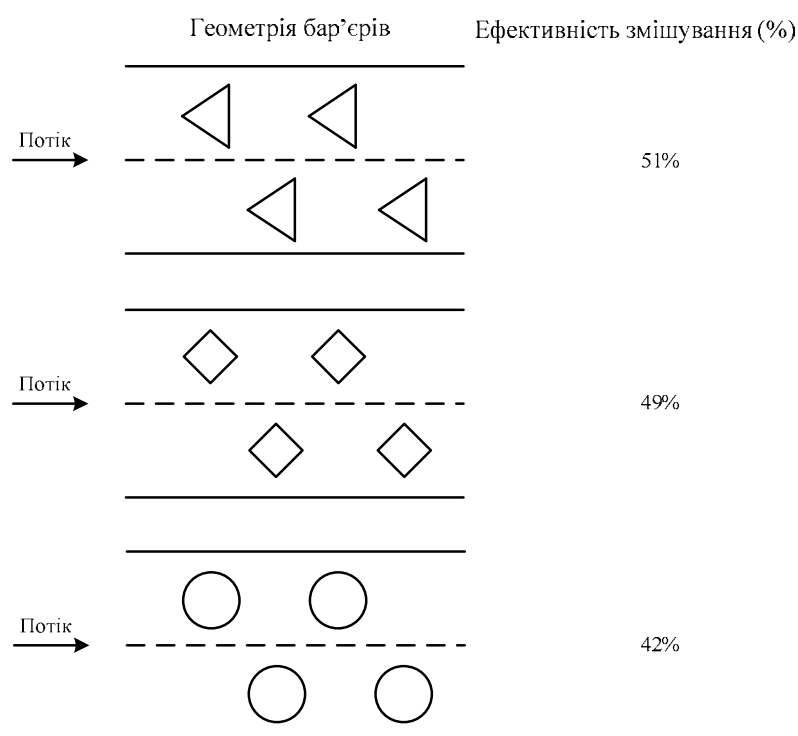 Геометрія бар’єрів
Ефективність змішування (%)
Потік
51%
Потік
49%
Потік
42%